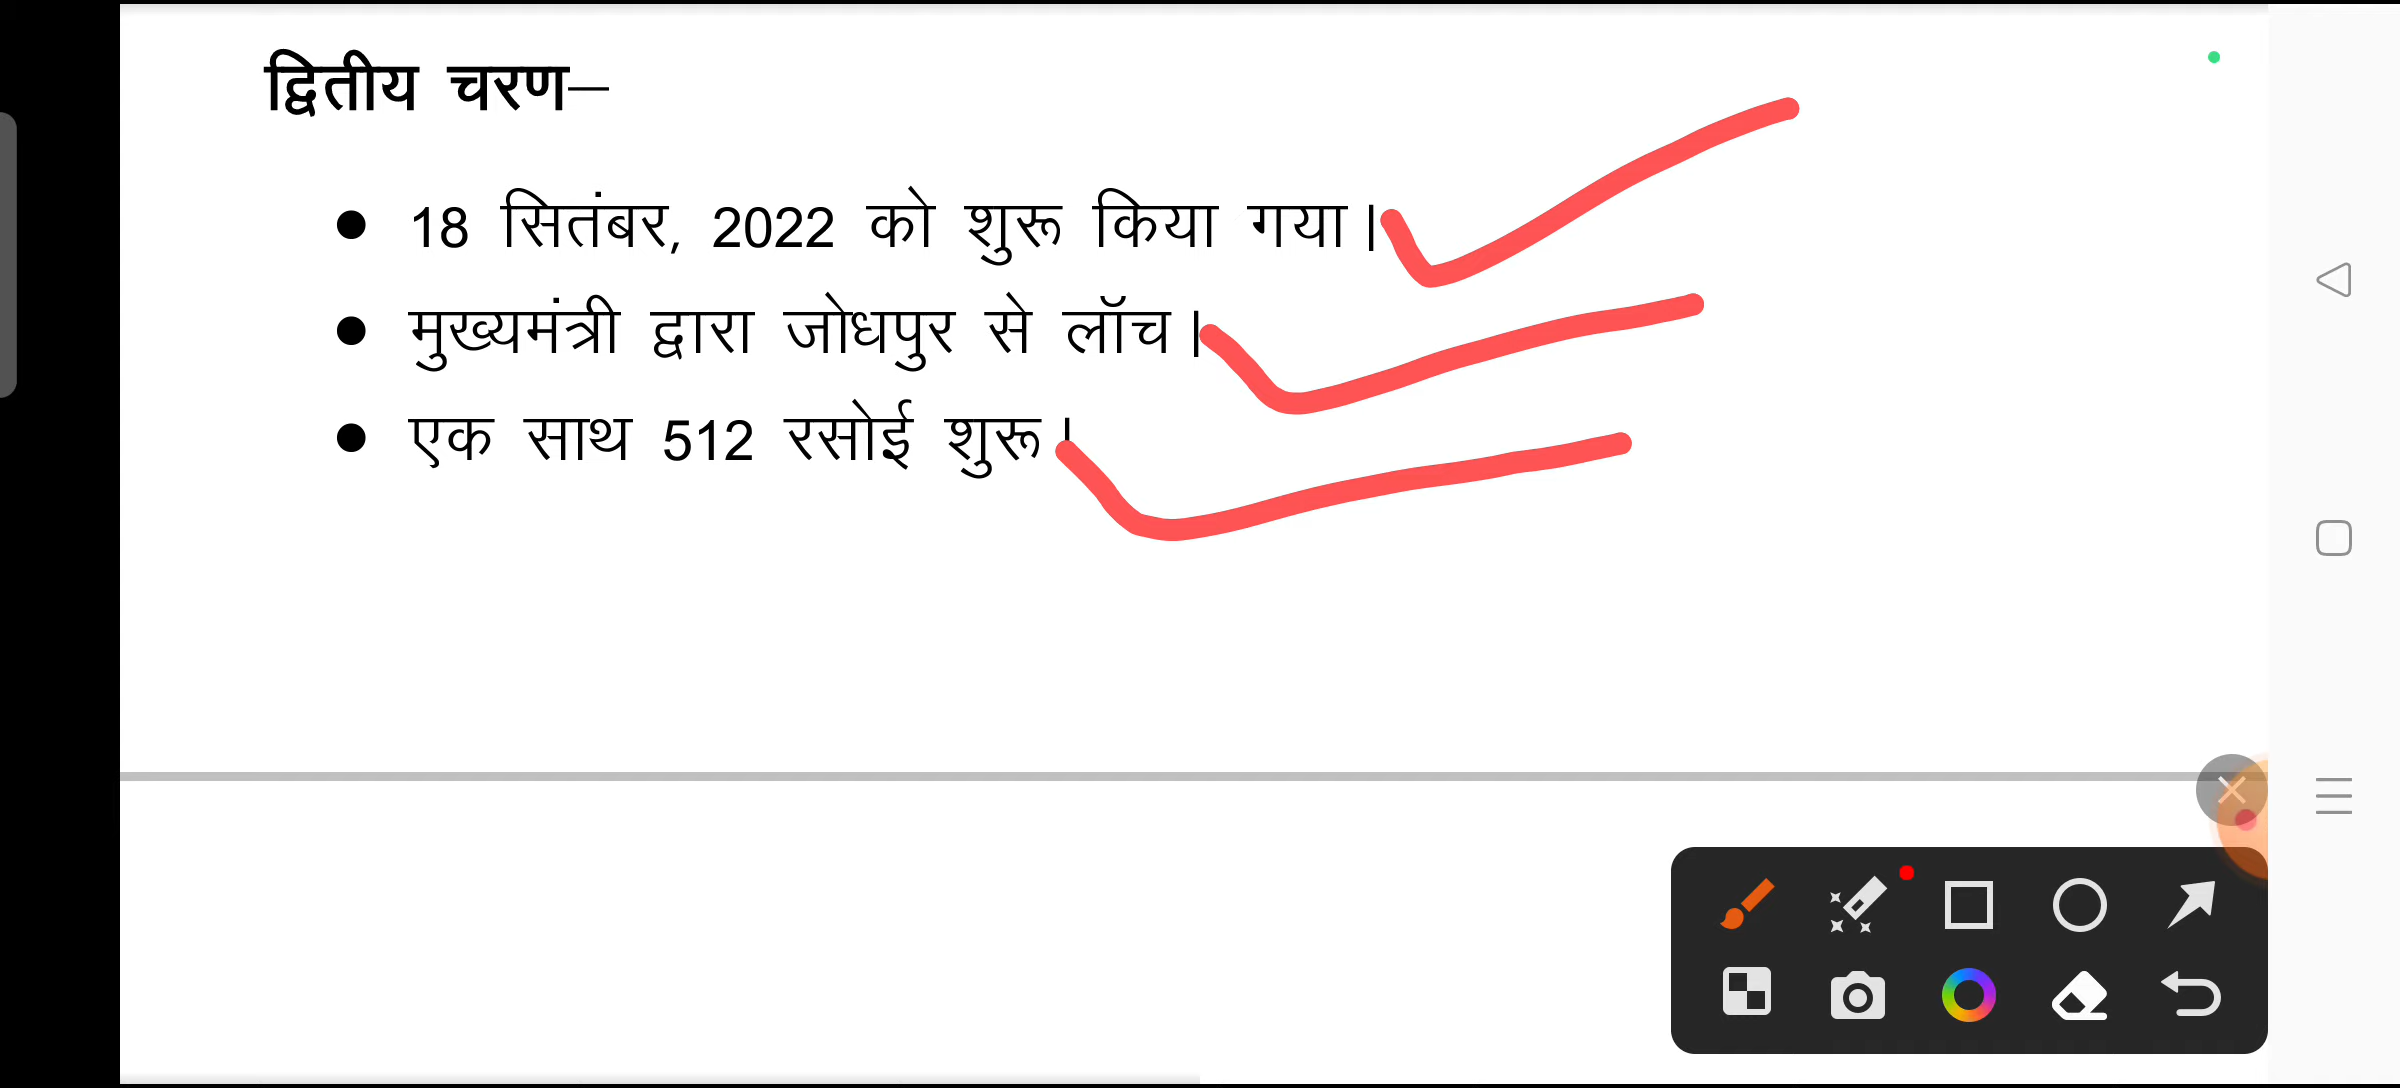 द्वितीय चरण–
● 18 सितंबर, 2022 को शुरू किया गया।
● मुख्यमंत्री द्वारा जोधपुर से लॉच।
● एक साथ 512 रसोई शुरू।